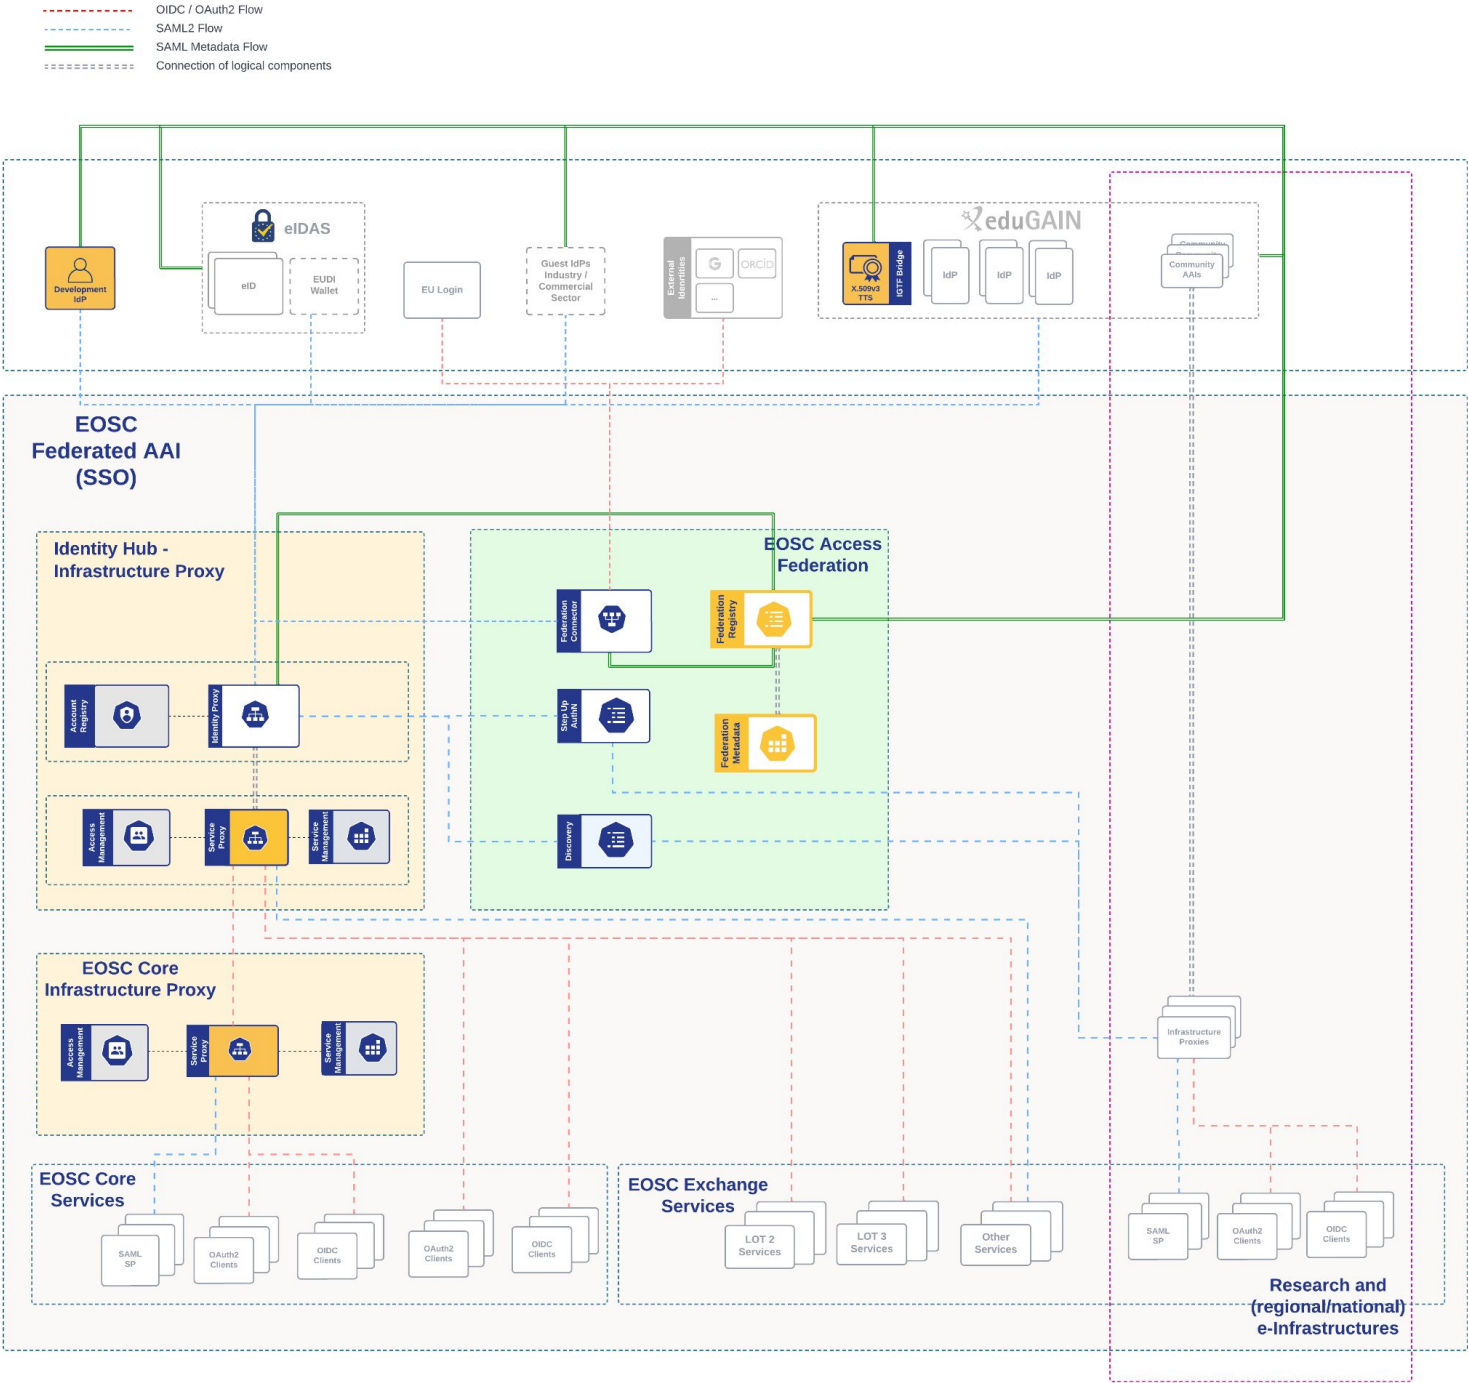 OIDC / OAuth2 Flow
SAML2 Flow
SAML Metadata Flow
Connection of logical components
Development
IdP
eIDAS
eID
EUDI
Wallet
EU Login
Guest IdPs
Industry /
Commercial
Sector
External
Identities
G
ORCID
...
eduGAIN
X.509v3
TTS
IGTF Bridge
IdP
IdP
IdP
Community
Community
AAIs
EOSC
Federated AAI
(SSO)
Identity Hub -
Infrastructure Proxy
Account
Registry
Identity Proxy
Access
Management
Service
Proxy
Service
Management
EOSC Access
Federation
Federation
Connector
Federation
Registry
Step Up
AuthN
Federation
Metadata
Discovery
EOSC Core
Infrastructure Proxy
Access
Management
Service
Proxy
Service
Management
Infrastructure
Proxies
EOSC Core
Services
SAML
SP
OAuth2
Clients
OIDC
Clients
OAuth2
Clients
OIDC
Clients
EOSC Exchange
Services
LOT 2
Services
LOT 3
Services
Other
Services
SAML
SP
OAuth2
Clients
OIDC
Clients
Research and
(regional/national)
e-Infrastructures